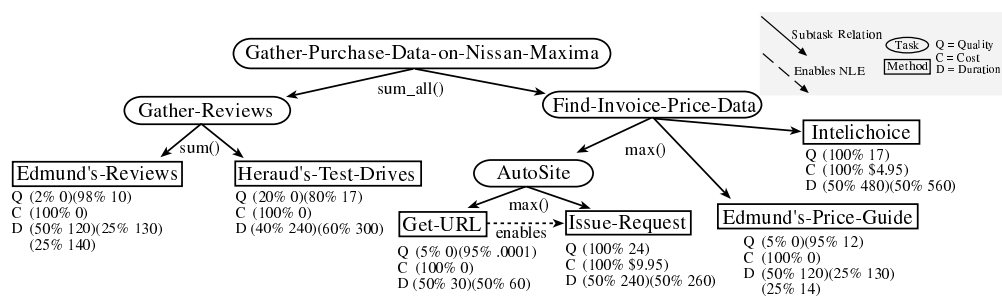 Gather-Purchase-Data-on-Nissan-Maxima
Subtask Relation
Enables NLE
Task
Method
Q = Quality
C = Cost
D = Duration
sum_all()
Gather-Reviews
Find-Invoice-Price-Data
sum()
max()
Edmund's-Reviews
Q (2% 0)(98% 10)
C (100% 0)
D (50% 120)(25% 130)
(25% 140)
Heraud's-Test-Drives
Q (20% 0)(80% 17)
C (100% 0)
D (40% 240)(60% 300)
AutoSite
max()
Get-URL
enables
Q (5% 0)(95% .0001)
C (100% 0)
D (50% 30)(50% 60)
Issue-Request
Q (100% 24)
C (100% $9.95)
D (50% 240)(50% 260)
Intelichoice
Q (100% 17)
C (100% $4.95)
D (50% 480)(50% 560)
Edmund's-Price-Guide
Q (5% 0)(95% 12)
C (100% 0)
D (50% 120)(25% 130)
(25% 14)